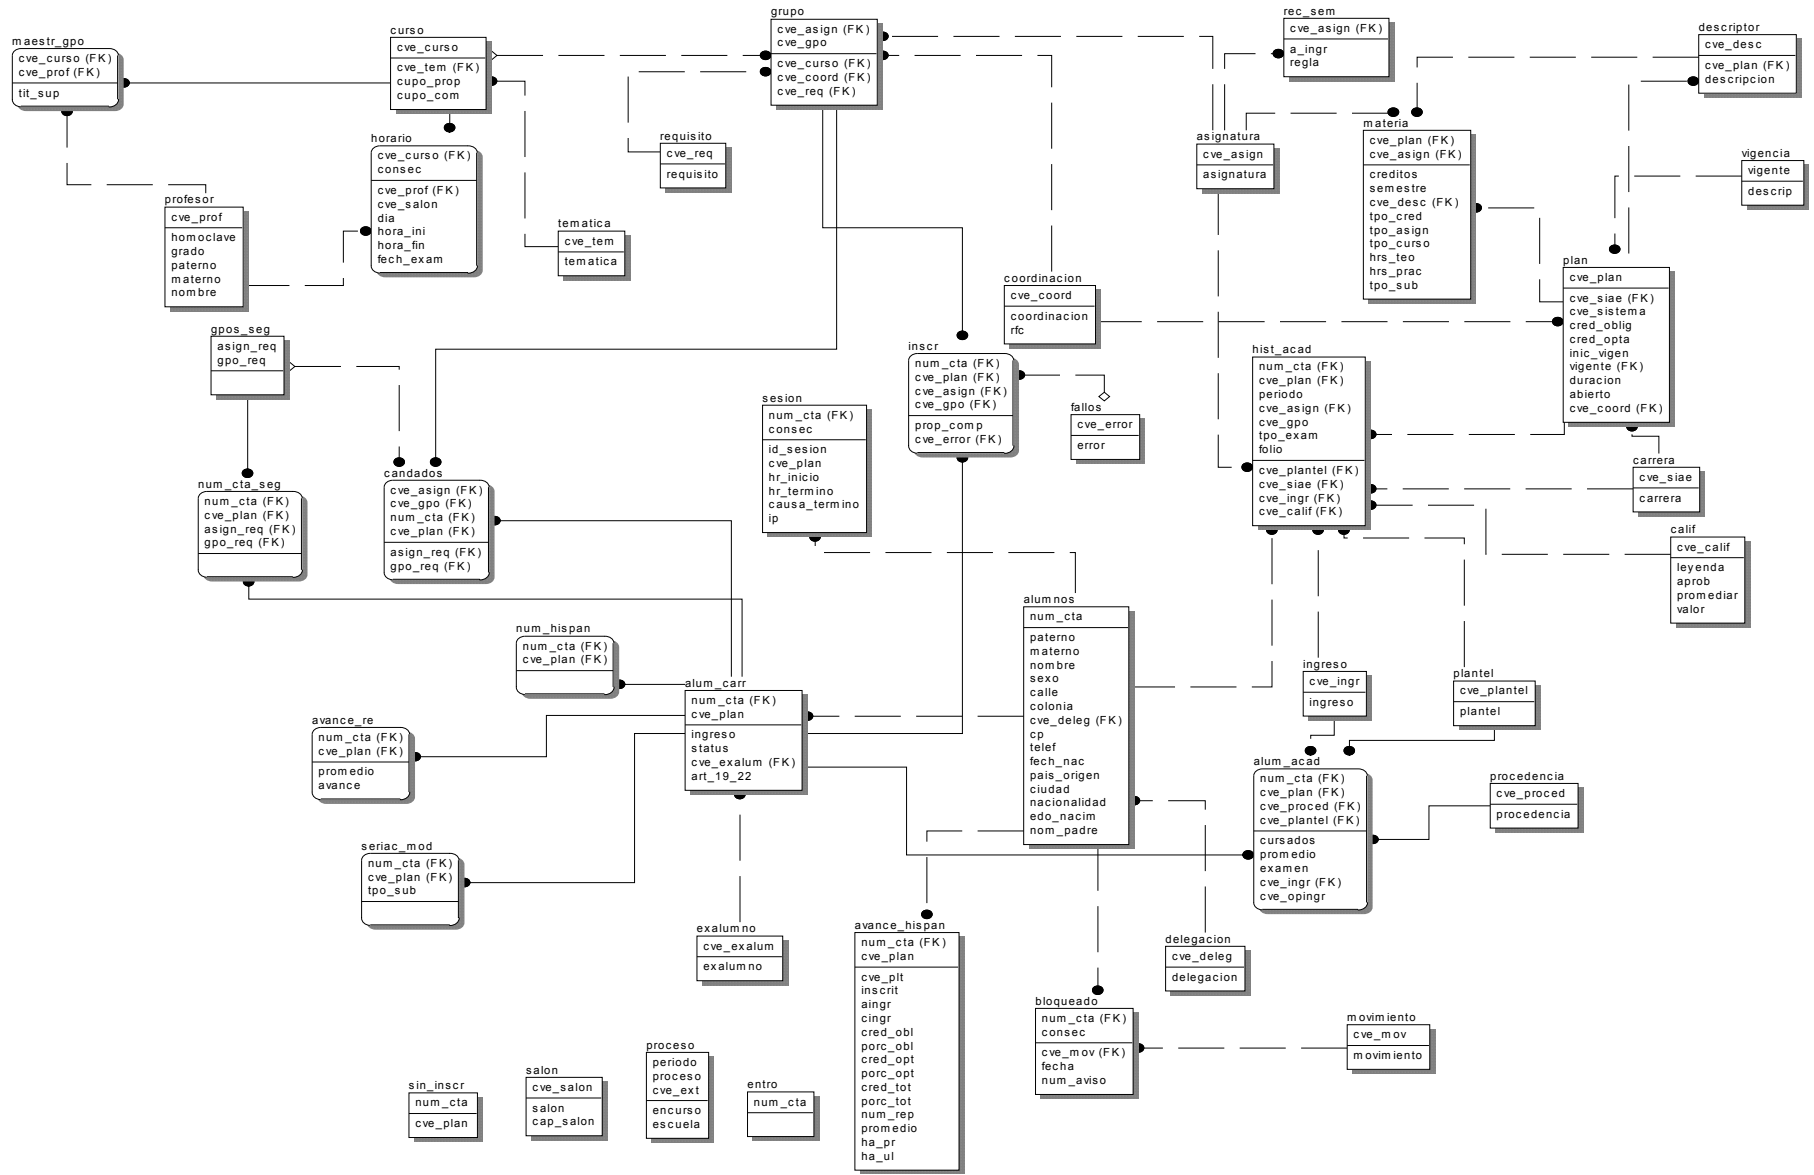 maestr_gpo
cve_curso (FK)
cve_prof (FK)
tit_sup
curso
cve_curso
cve_tem (FK)
cupo_prop
cupo_com
grupo
cve_asign (FK)
cve_gpo
cve_curso (FK)
cve_coord (FK)
cve_req (FK)
rec_sem
cve_asign (FK)
a_ingr
regla
descriptor
cve_desc
cve_plan (FK)
descripcion
horario
cve_curso (FK)
consec
cve_prof (FK)
cve_salon
dia
hora_ini
hora_fin
fech_exam
requisito
cve_req
requisito
asignatura
cve_asign
asignatura
materia
cve_plan (FK)
cve_asign (FK)
creditos
semestre
cve_desc (FK)
tpo_cred
tpo_asign
tpo_curso
hrs_teo
hrs_prac
tpo_sub
vigencia
vigente
descrip
profesor
cve_prof
homoclave
grado
paterno
materno
nombre
tematica
cve_tem
tematica
coordinacion
cve_coord
coordinacion
rfc
plan
cve_plan
cve_siae (FK)
cve_sistema
cred_oblig
cred_opta
inic_vigen
vigente (FK)
duracion
abierto
cve_coord (FK)
gpos_seg
asign_req
gpo_req
inscr
num_cta (FK)
cve_plan (FK)
cve_asign (FK)
cve_gpo (FK)
prop_comp
cve_error (FK)
hist_acad
num_cta (FK)
cve_plan (FK)
periodo
cve_asign (FK)
cve_gpo
tpo_exam
folio
cve_plantel (FK)
cve_siae (FK)
cve_ingr (FK)
cve_calif (FK)
sesion
num_cta (FK)
consec
id_sesion
cve_plan
hr_inicio
hr_termino
causa_termino
ip
fallos
cve_error
error
carrera
cve_siae
carrera
num_cta_seg
num_cta (FK)
cve_plan (FK)
asign_req (FK)
gpo_req (FK)
candados
cve_asign (FK)
cve_gpo (FK)
num_cta (FK)
cve_plan (FK)
asign_req (FK)
gpo_req (FK)
calif
cve_calif
leyenda
aprob
promediar
valor
alumnos
num_cta
paterno
materno
nombre
sexo
calle
colonia
cve_deleg (FK)
cp
telef
fech_nac
pais_origen
ciudad
nacionalidad
edo_nacim
nom_padre
num_hispan
num_cta (FK)
cve_plan (FK)
ingreso
cve_ingr
ingreso
plantel
cve_plantel
plantel
alum_carr
num_cta (FK)
cve_plan
ingreso
status
cve_exalum (FK)
art_19_22
avance_re
num_cta (FK)
cve_plan (FK)
promedio
avance
alum_acad
num_cta (FK)
cve_plan (FK)
cve_proced (FK)
cve_plantel (FK)
cursados
promedio
examen
cve_ingr (FK)
cve_opingr
procedencia
cve_proced
procedencia
seriac_mod
num_cta (FK)
cve_plan (FK)
tpo_sub
exalumno
cve_exalum
exalumno
avance_hispan
num_cta (FK)
cve_plan
cve_plt
inscrit
aingr
cingr
cred_obl
porc_obl
cred_opt
porc_opt
cred_tot
porc_tot
num_rep
promedio
ha_pr
ha_ul
delegacion
cve_deleg
delegacion
bloqueado
num_cta (FK)
consec
cve_mov (FK)
fecha
num_aviso
movimiento
cve_mov
movimiento
sin_inscr
num_cta
cve_plan
salon
cve_salon
salon
cap_salon
proceso
periodo
proceso
cve_ext
encurso
escuela
entro
num_cta